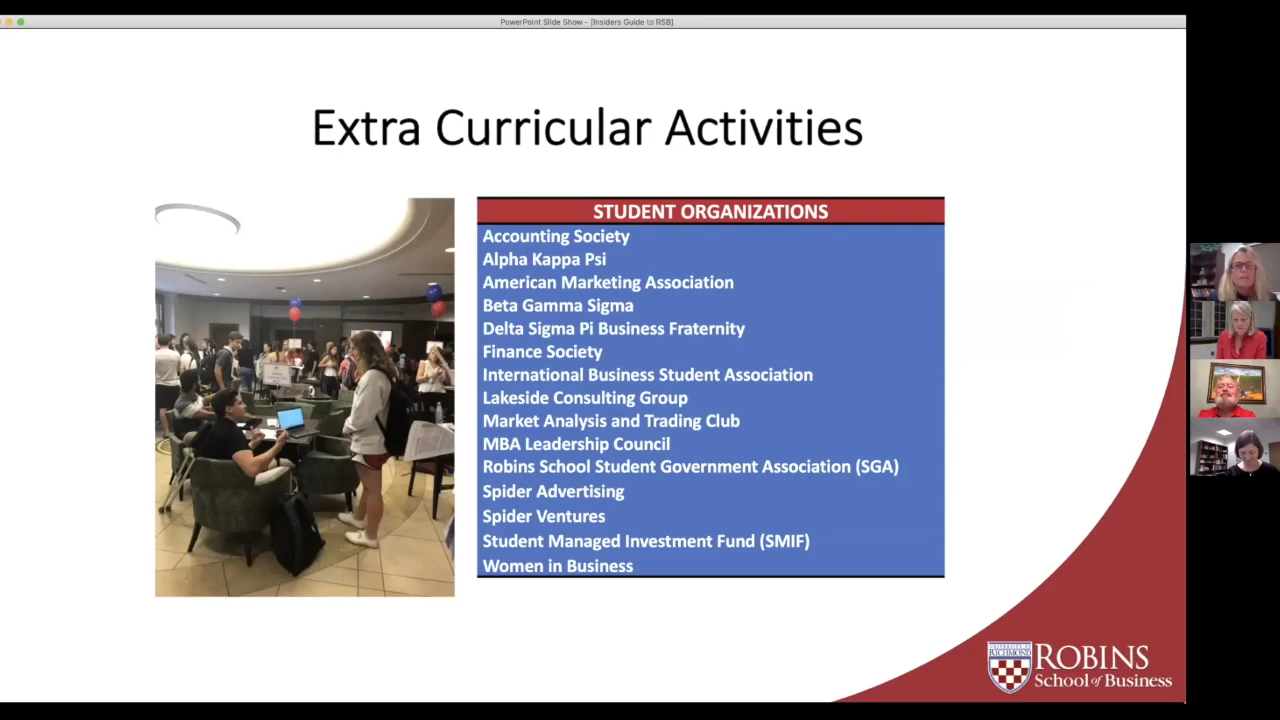 PowerPoint Slide Show - [Insiders Guide to RSB]
Extra Curricular Activities
STUDENT ORGANIZATIONS
Accounting Society
Alpha Kappa Psi
American Marketing Association
Beta Gamma Sigma
Delta Sigma Pi Business Fraternity
Finance Society
International Business Student Association
Lakeside Consulting Group
Market Analysis and Trading Club
MBA Leadership Council
Robins School Student Government Association (SGA)
Spider Advertising
Spider Ventures
Student Managed Investment Fund (SMIF)
Women in Business
RICHMOND
ROBINS
School of Business